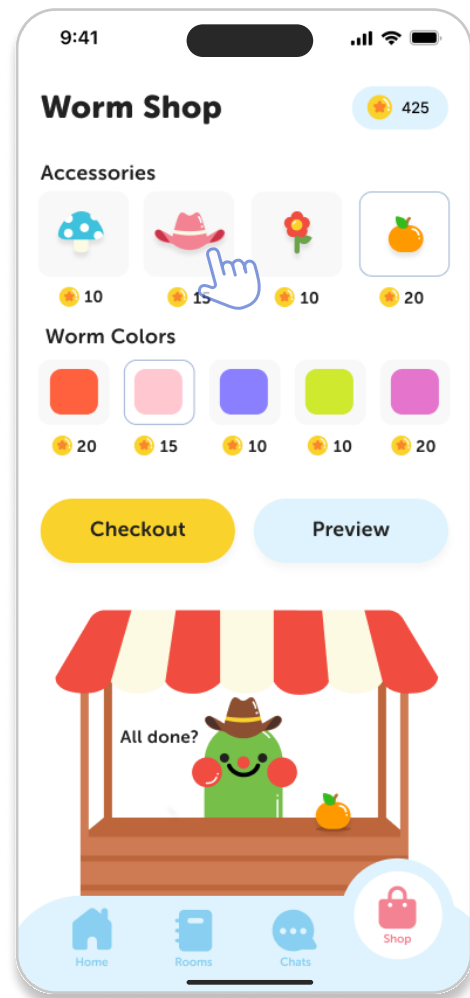 9:41
Worm Shop
425
Accessories
10 15 10 20
Worm Colors
20 15 10 10 20
Checkout Preview
All done?
Shop
Home Rooms Chats